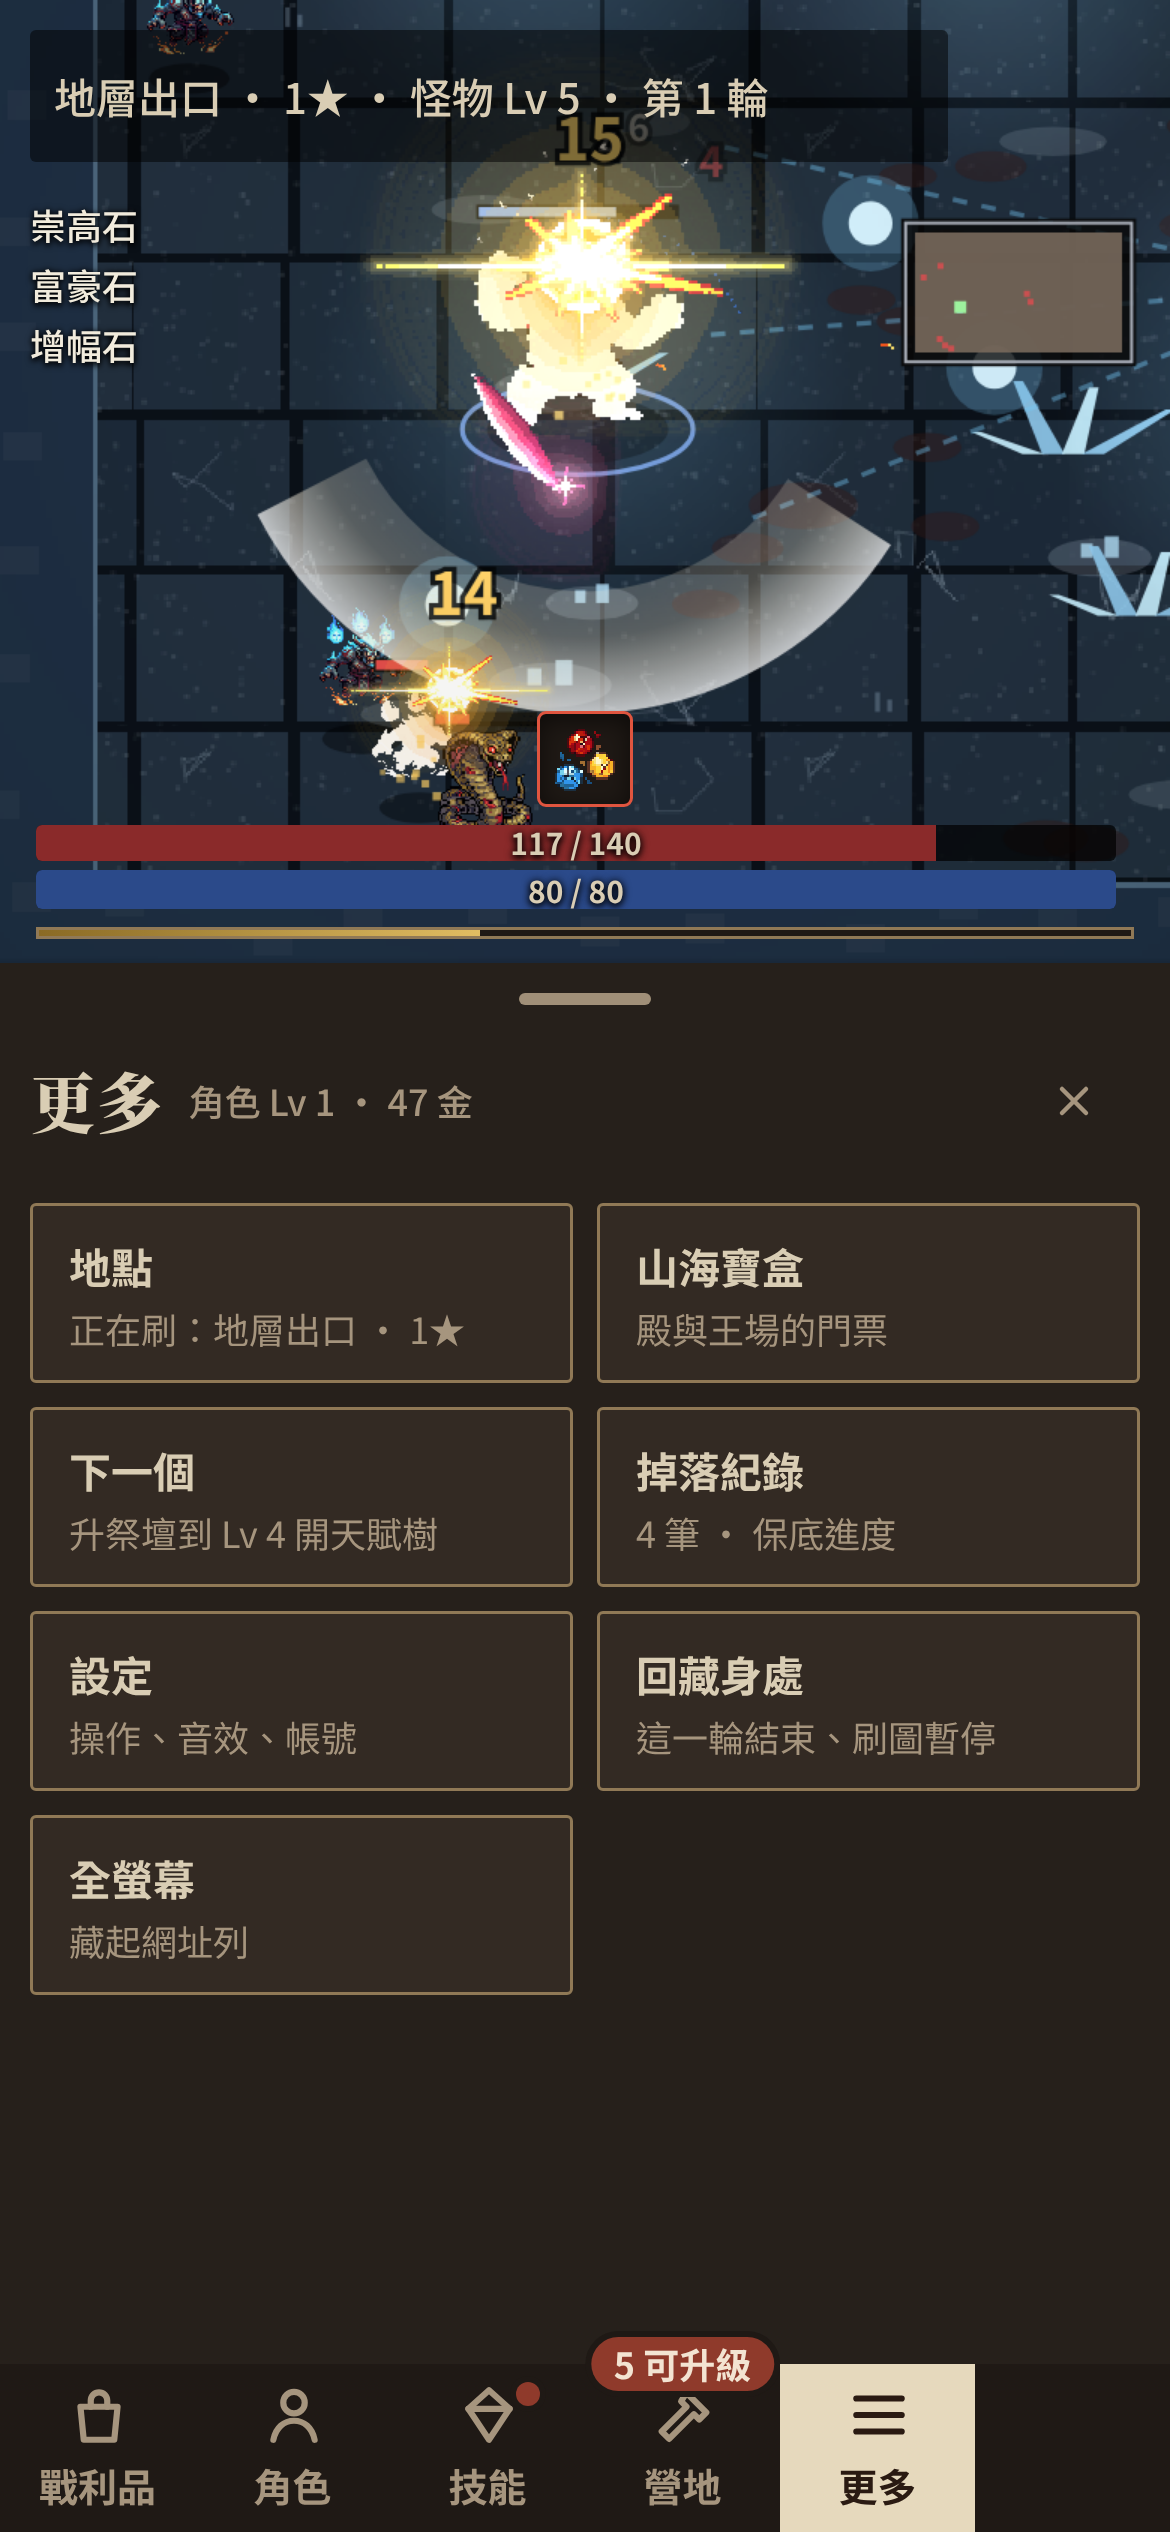 地層出口 · 1★ · 怪物 Lv 5 · 第 1 輪
15
6
4
崇高石
富豪石
增幅石
14
117 / 140
80 / 80
更多 角色 Lv 1 · 47 金
地點
正在刷：地層出口 · 1★
山海寶盒
殿與王場的門票
下一個
升祭壇到 Lv 4 開天賦樹
掉落紀錄
4 筆 · 保底進度
設定
操作、音效、帳號
回藏身處
這一輪結束、刷圖暫停
全螢幕
藏起網址列
5 可升級
戰利品
角色
技能
營地
更多